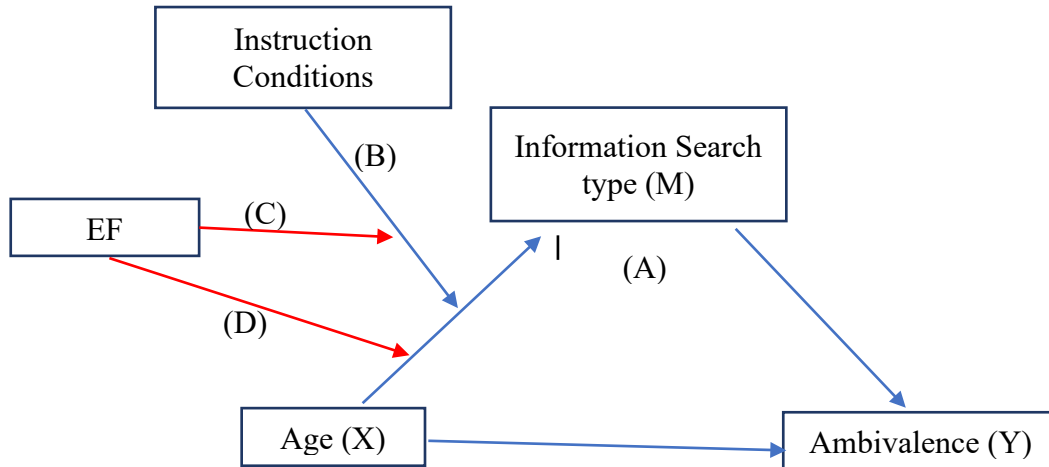 Instruction
Conditions
(B)
Information Search
type (M)
EF
(C)
(A)
(D)
Age (X)
Ambivalence (Y)